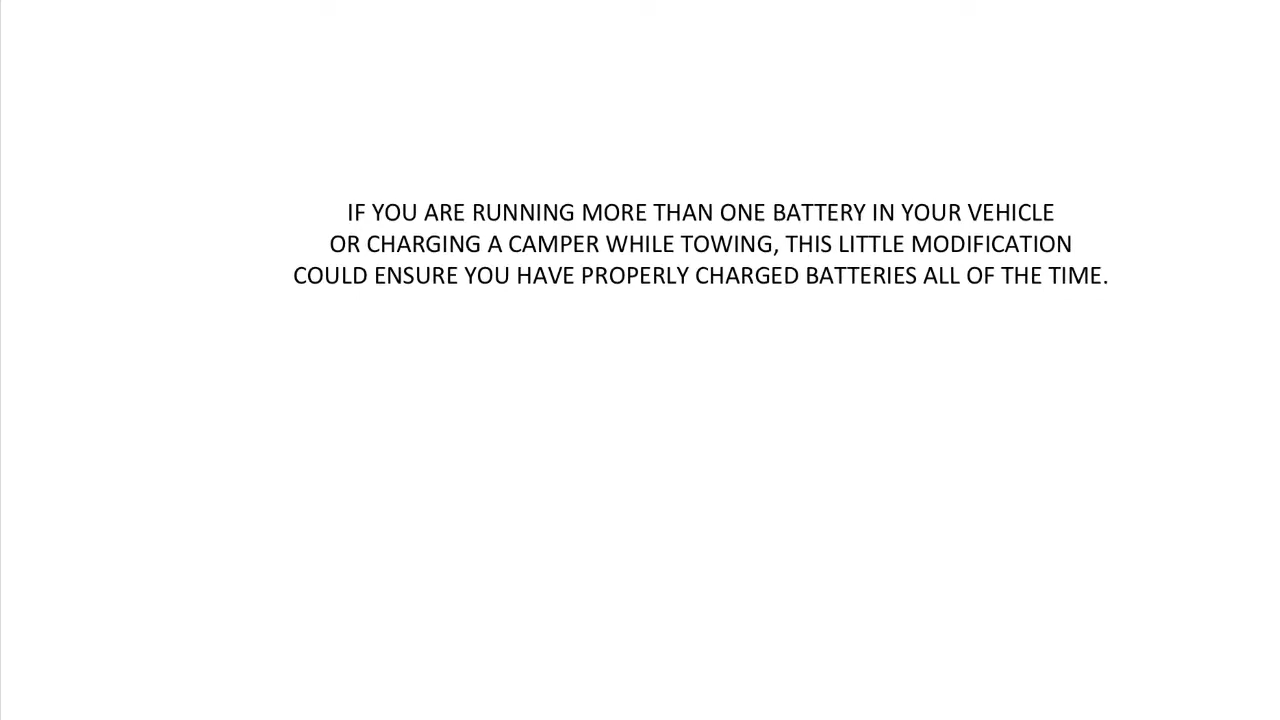 IF YOU ARE RUNNING MORE THAN ONE BATTERY IN YOUR VEHICLE
OR CHARGING A CAMPER WHILE TOWING, THIS LITTLE MODIFICATION
COULD ENSURE YOU HAVE PROPERLY CHARGED BATTERIES ALL OF THE TIME.